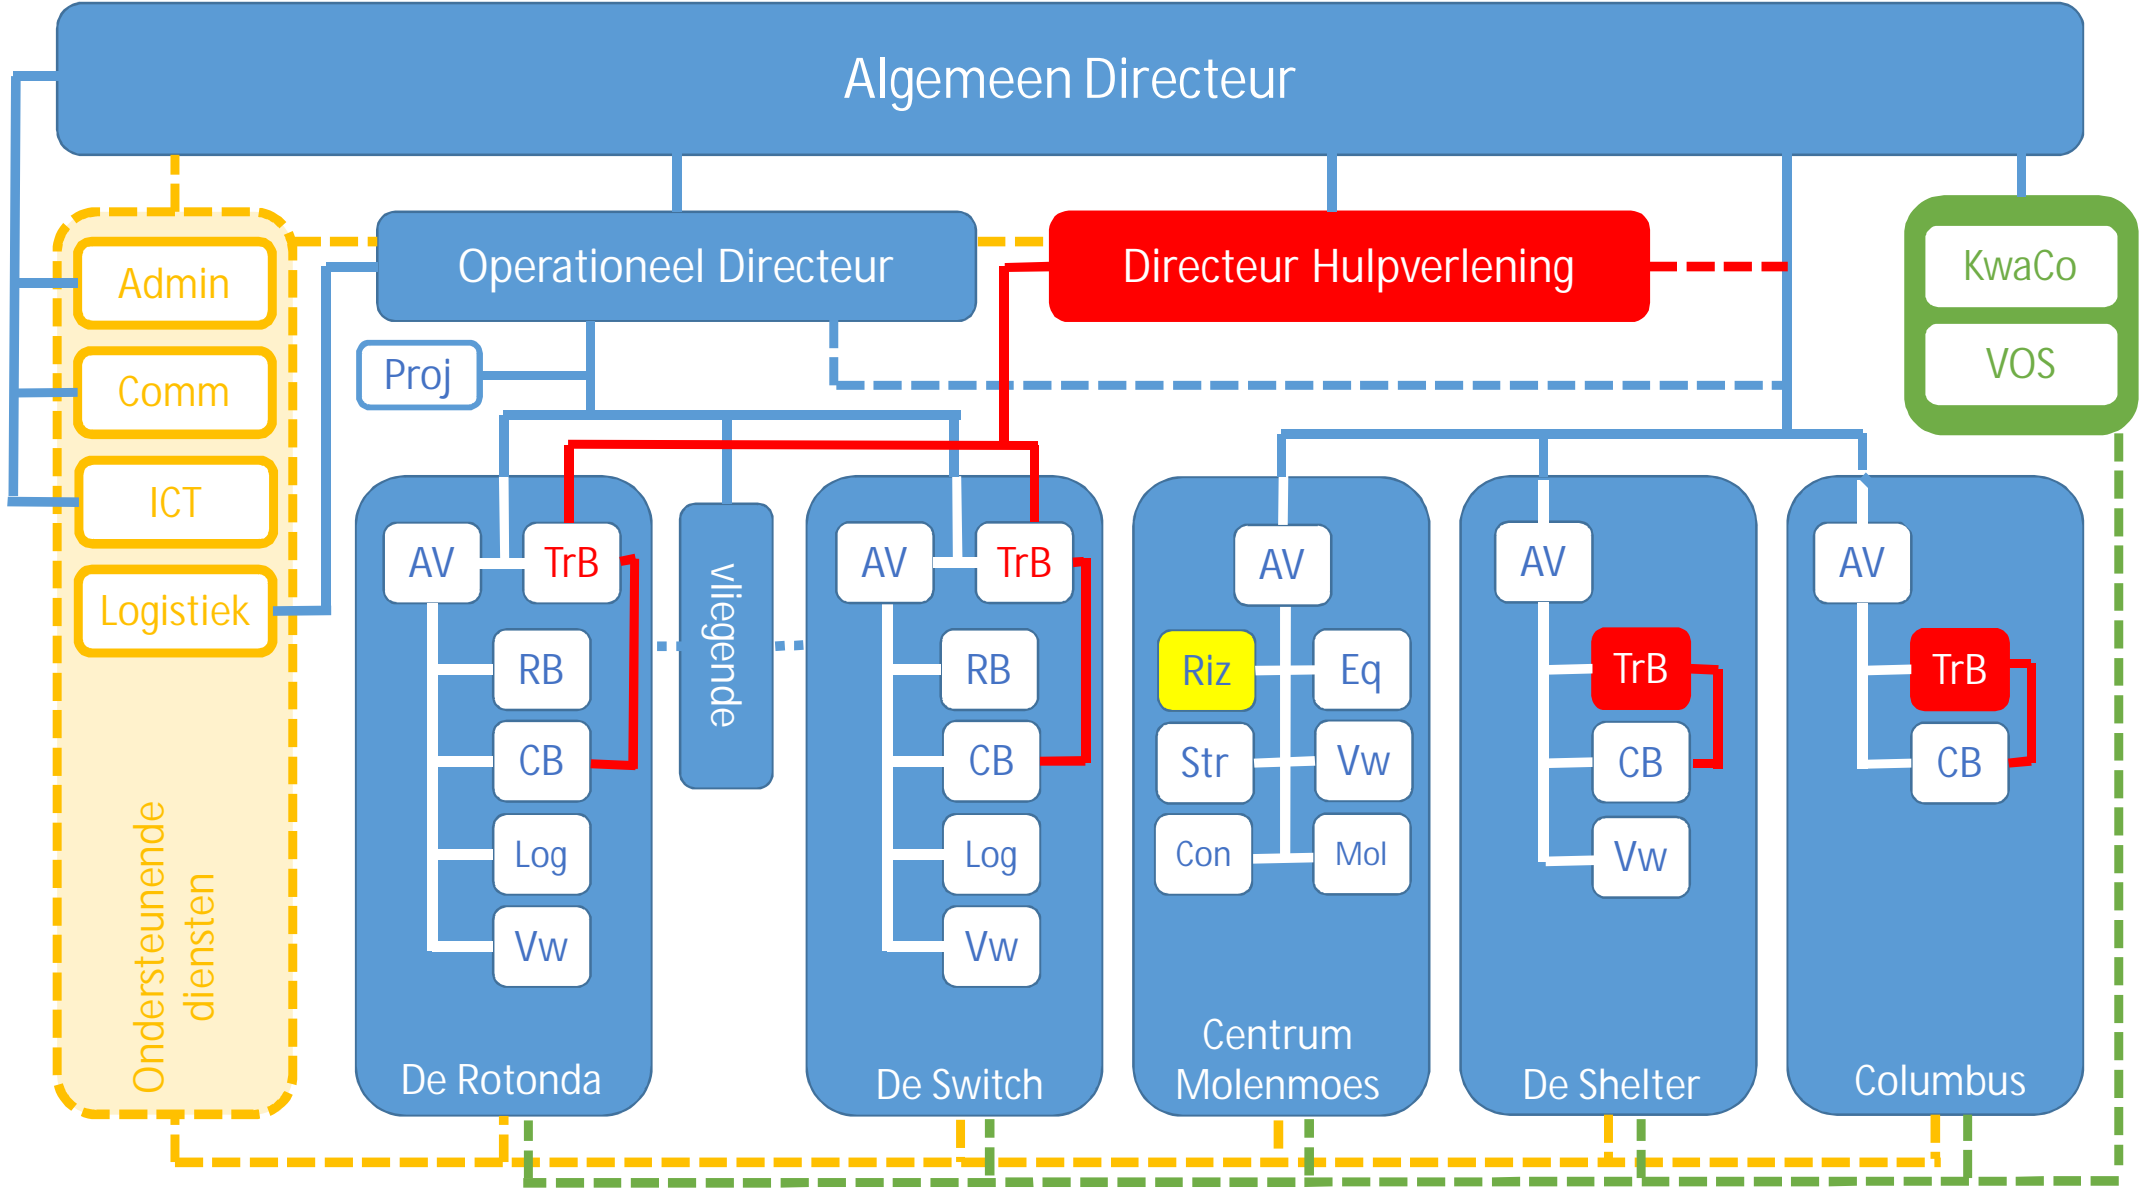 Algemeen Directeur
Operationeel Directeur
Directeur Hulpverlening
KwaCo
VOS
Admin
Comm
ICT
Logistiek
Ondersteunende
diensten
Proj
AV
TrB
RB
CB
Log
Vw
De Rotonda
vliegende
AV
TrB
RB
CB
Log
Vw
De Switch
AV
Riz
Eq
Str
Vw
Con
Mol
Centrum
Molenmoes
AV
TrB
CB
Vw
De Shelter
AV
TrB
CB
Columbus